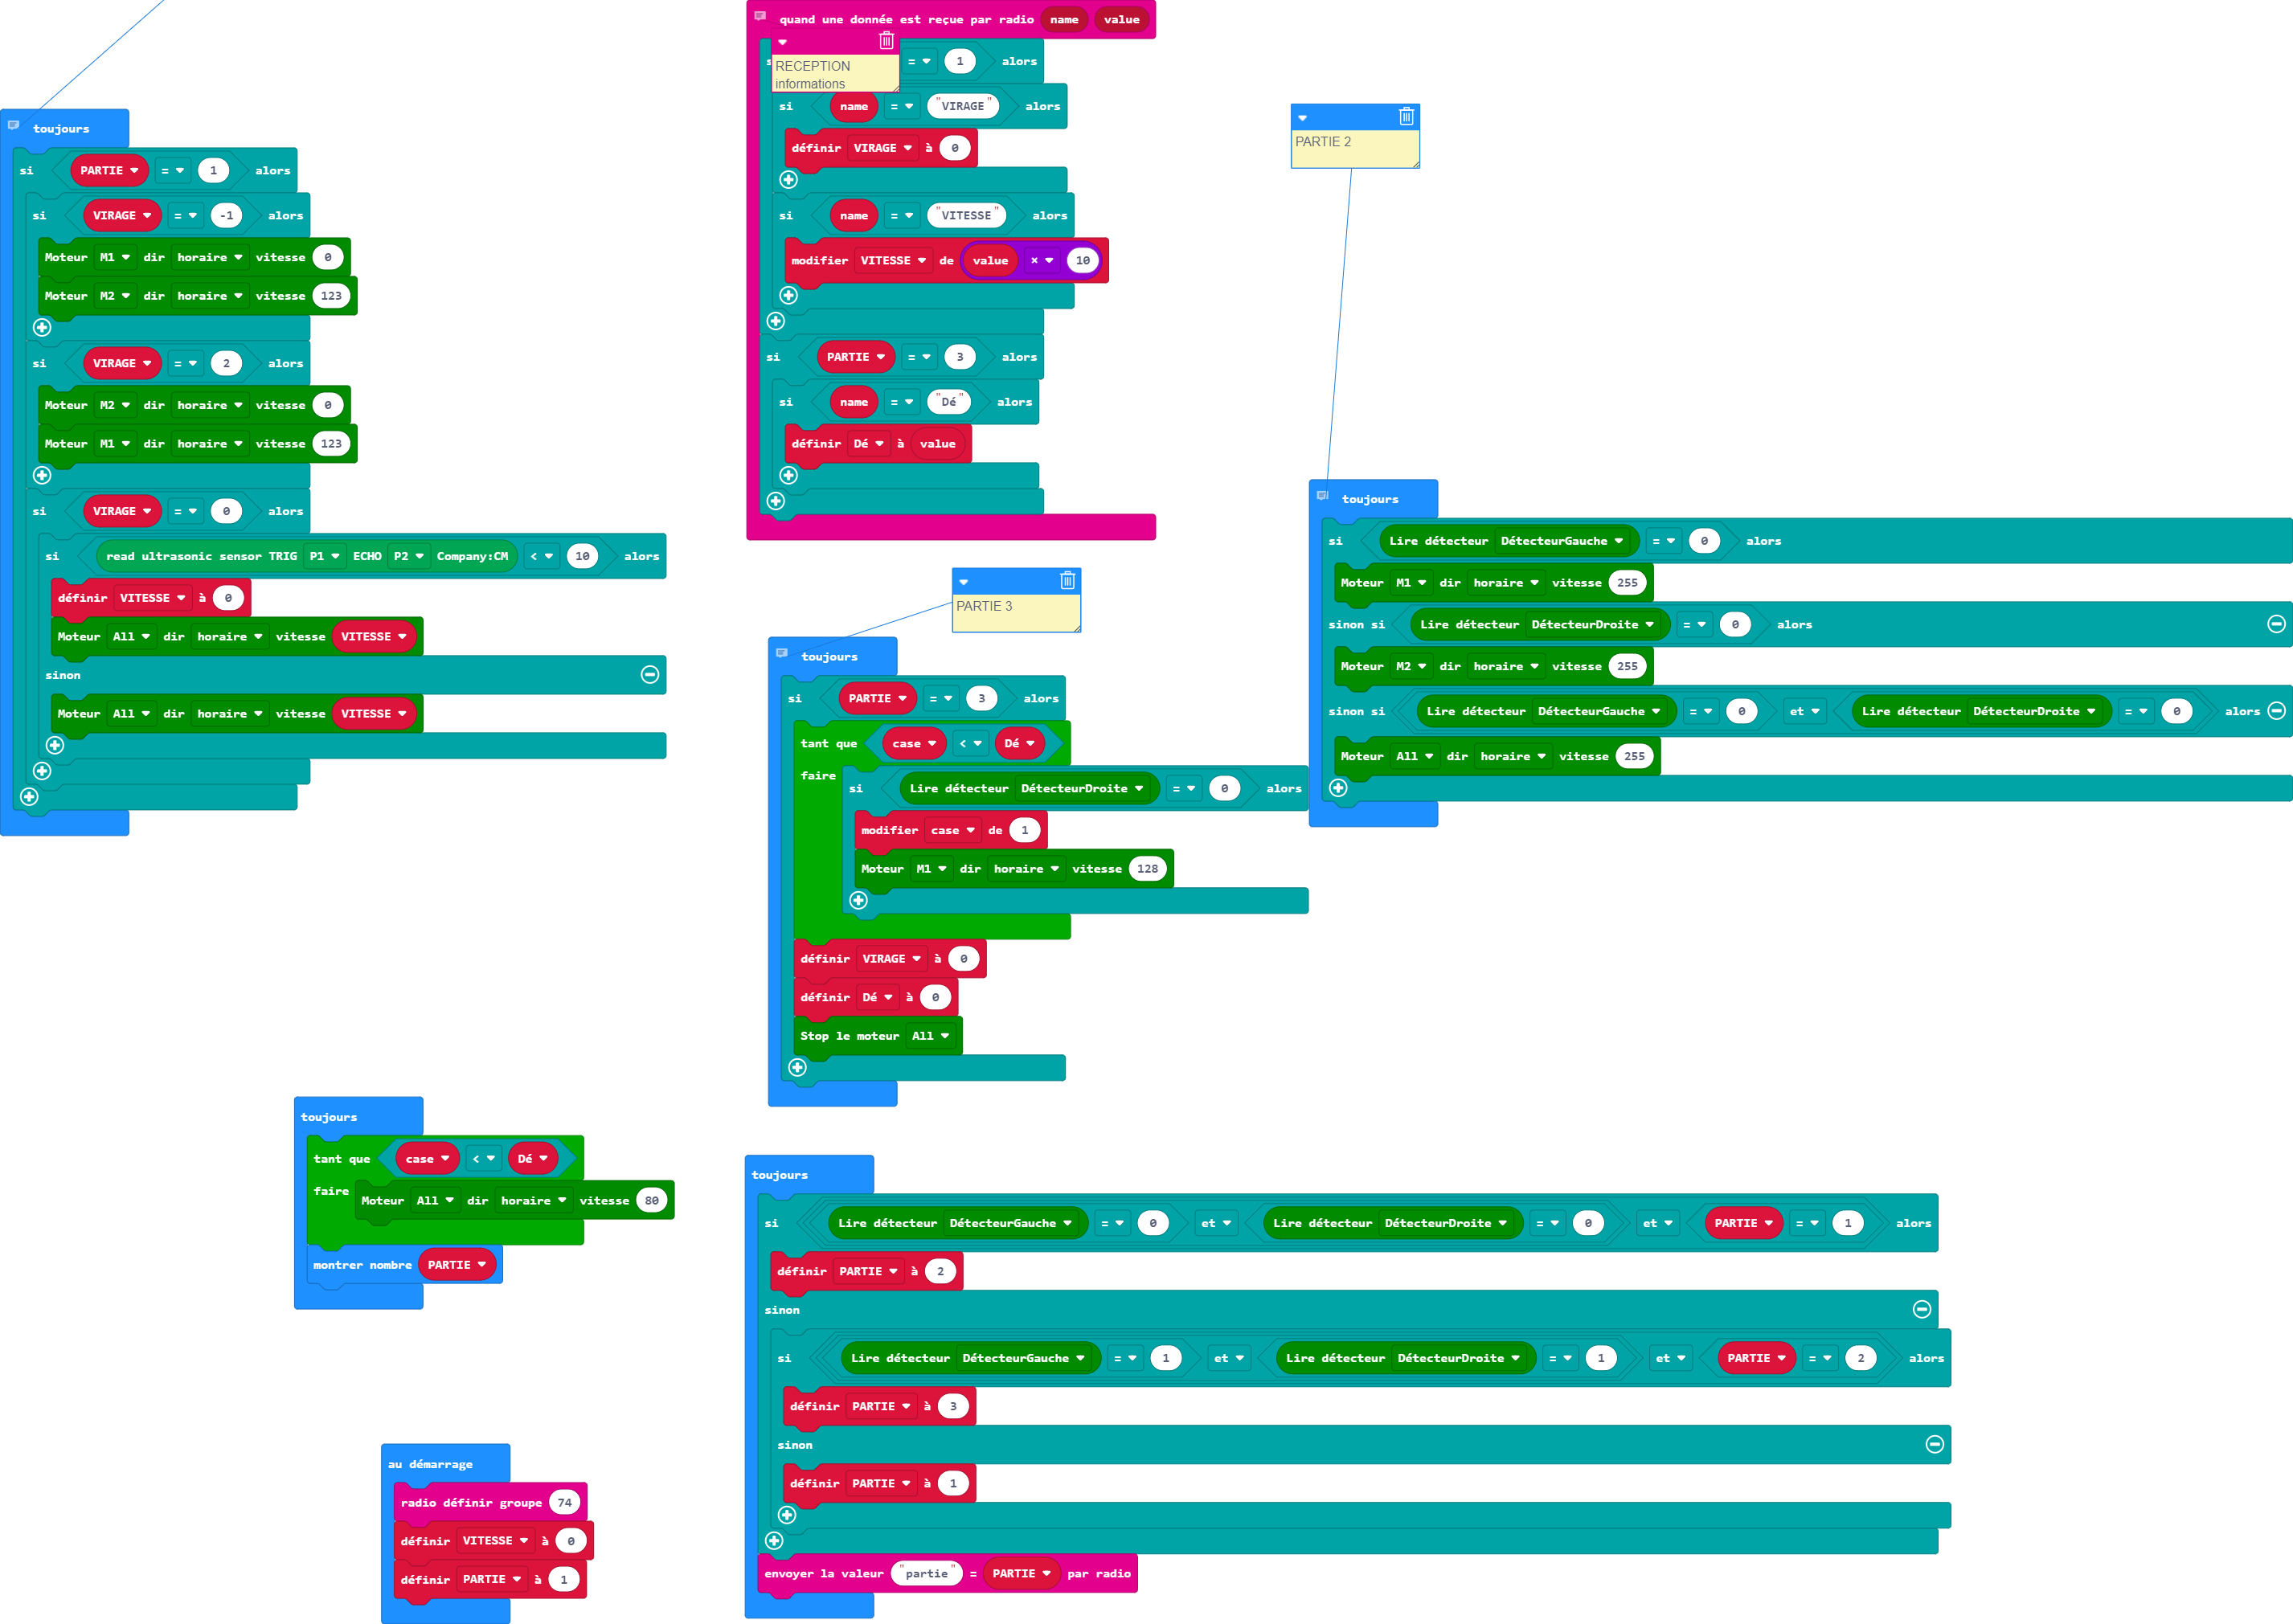 toujours
si PARTIE = 1 alors
si VIRAGE = -1 alors
Moteur M1 dir horaire vitesse 0
Moteur M2 dir horaire vitesse 123
si VIRAGE = 2 alors
Moteur M2 dir horaire vitesse 0
Moteur M1 dir horaire vitesse 123
si VIRAGE = 0 alors
si read ultrasonic sensor TRIG P1 ECHO P2 Company:CM < 10 alors
définir VITESSE à 0
Moteur All dir horaire vitesse VITESSE
sinon
Moteur All dir horaire vitesse VITESSE
quand une donnée est reçue par radio name value
= 1 alors
RECEPTION
informations
si name = "VIRAGE" alors
définir VIRAGE à 0
si name = "VITESSE" alors
modifier VITESSE de value × 10
si PARTIE = 3 alors
si name = "Dé" alors
définir Dé à value
PARTIE 2
toujours
si Lire détecteur DétecteurGauche = 0 alors
Moteur M1 dir horaire vitesse 255
sinon si Lire détecteur DétecteurDroite = 0 alors
Moteur M2 dir horaire vitesse 255
sinon si Lire détecteur DétecteurGauche = 0 et Lire détecteur DétecteurDroite = 0 alors
Moteur All dir horaire vitesse 255
PARTIE 3
toujours
si PARTIE = 3 alors
tant que case < Dé
faire
si Lire détecteur DétecteurDroite = 0 alors
modifier case de 1
Moteur M1 dir horaire vitesse 128
définir VIRAGE à 0
définir Dé à 0
Stop le moteur All
toujours
tant que case < Dé
faire Moteur All dir horaire vitesse 80
montrer nombre PARTIE
toujours
si Lire détecteur DétecteurGauche = 0 et Lire détecteur DétecteurDroite = 0 et PARTIE = 1 alors
définir PARTIE à 2
sinon
si Lire détecteur DétecteurGauche = 1 et Lire détecteur DétecteurDroite = 1 et PARTIE = 2 alors
définir PARTIE à 3
sinon
définir PARTIE à 1
envoyer la valeur "partie" = PARTIE par radio
au démarrage
radio définir groupe 74
définir VITESSE à 0
définir PARTIE à 1